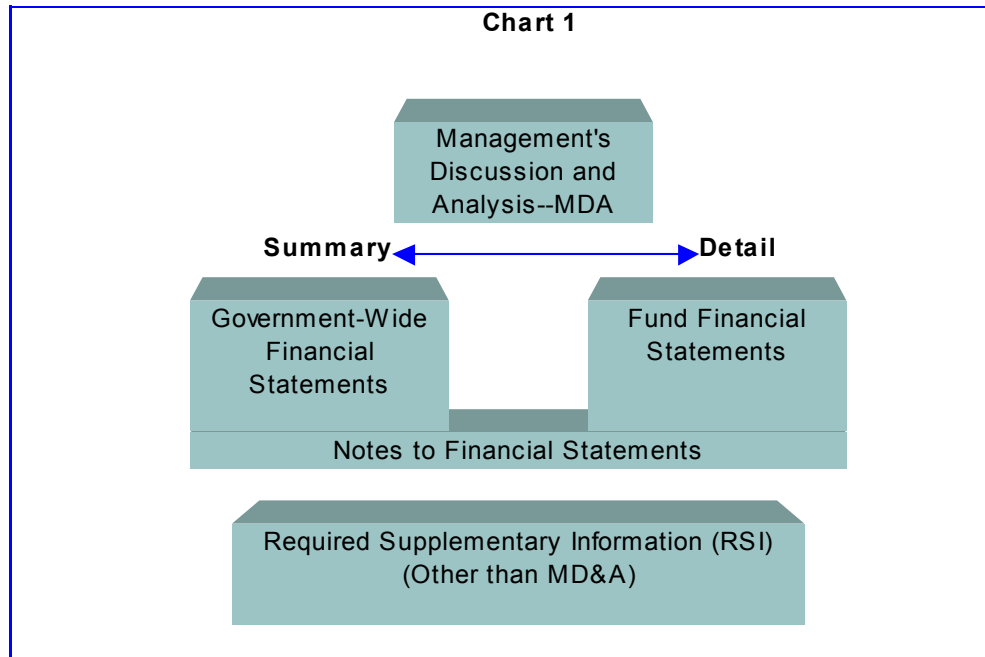 Chart 1
Management's
Discussion and
Analysis--MDA
Summary Detail
Government-Wide
Financial
Statements
Fund Financial
Statements
Notes to Financial Statements
Required Supplementary Information (RSI)
(Other than MD&A)